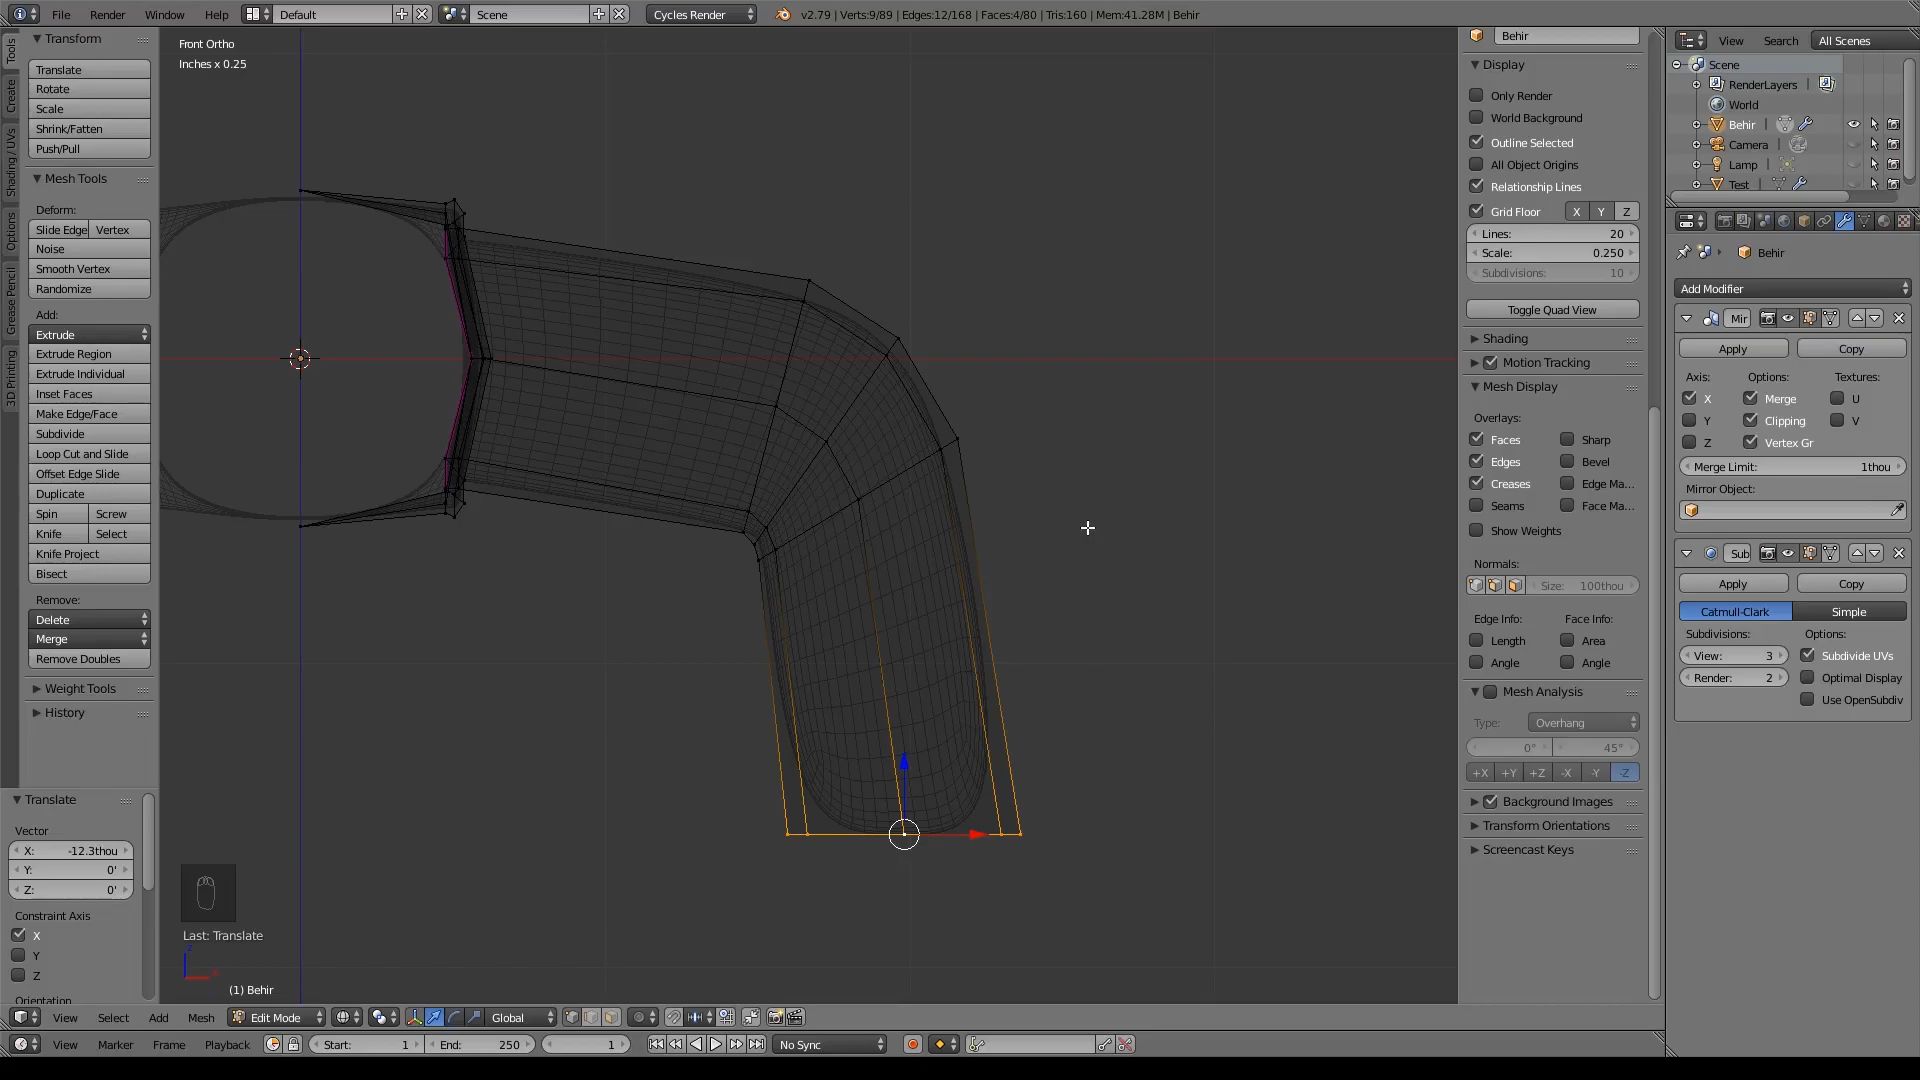 File Render Window Help Default Scene Cycles Render v2.79 | Verts:9/89 | Edges:12/168 | Faces:4/80 | Tris:160 | Mem:41.28M | Behir
Tools
Create
Shading / UVs
Options
Grease Pencil
3D Printing
Transform
Translate
Rotate
Scale
Shrink/Fatten
Push/Pull
Mesh Tools
Deform:
Slide Edge Vertex
Noise
Smooth Vertex
Randomize
Add:
Extrude
Extrude Region
Extrude Individual
Inset Faces
Make Edge/Face
Subdivide
Loop Cut and Slide
Offset Edge Slide
Duplicate
Spin Screw
Knife Select
Knife Project
Bisect
Remove:
Delete
Merge
Remove Doubles
Weight Tools
History
Translate
Vector
X: -12.3thou
Y: 0'
Z: 0'
Constraint Axis
X
Y
Z
Orientation
Front Ortho
Inches x 0.25
Last: Translate
(1) Behir
Behir
Display
Only Render
World Background
Outline Selected
All Object Origins
Relationship Lines
Grid Floor X Y Z
Lines: 20
Scale: 0.250
Subdivisions: 10
Toggle Quad View
Shading
Motion Tracking
Mesh Display
Overlays:
Faces Sharp
Edges Bevel
Creases Edge Ma...
Seams Face Ma...
Show Weights
Normals:
Size: 100thou
Edge Info: Face Info:
Length Area
Angle Angle
Mesh Analysis
Type: Overhang
0° 45°
+X +Y +Z -X -Y -Z
Background Images
Transform Orientations
Screencast Keys
View Search All Scenes
Scene
RenderLayers |
World
Behir |
Camera |
Lamp |
Test |
Behir
Add Modifier
Mir
Apply Copy
Axis: Options: Textures:
X Merge U
Y Clipping V
Z Vertex Gr
Merge Limit: 1thou
Mirror Object:
Sub
Apply Copy
Catmull-Clark Simple
Subdivisions: Options:
View: 3 Subdivide UVs
Render: 2 Optimal Display
Use OpenSubdiv
View Select Add Mesh Edit Mode Global
View Marker Frame Playback Start: 1 End: 250 1 No Sync